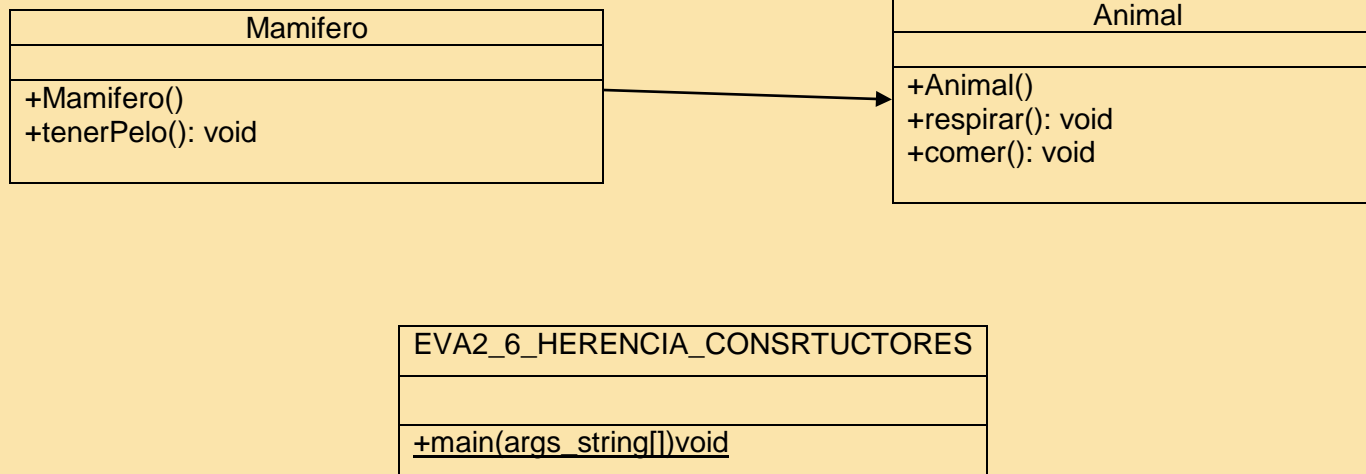 Mamifero
+Mamifero()
+tenerPelo(): void
Animal
+Animal()
+respirar(): void
+comer(): void
EVA2_6_HERENCIA_CONSRTUCTORES
+main(args_string[])void